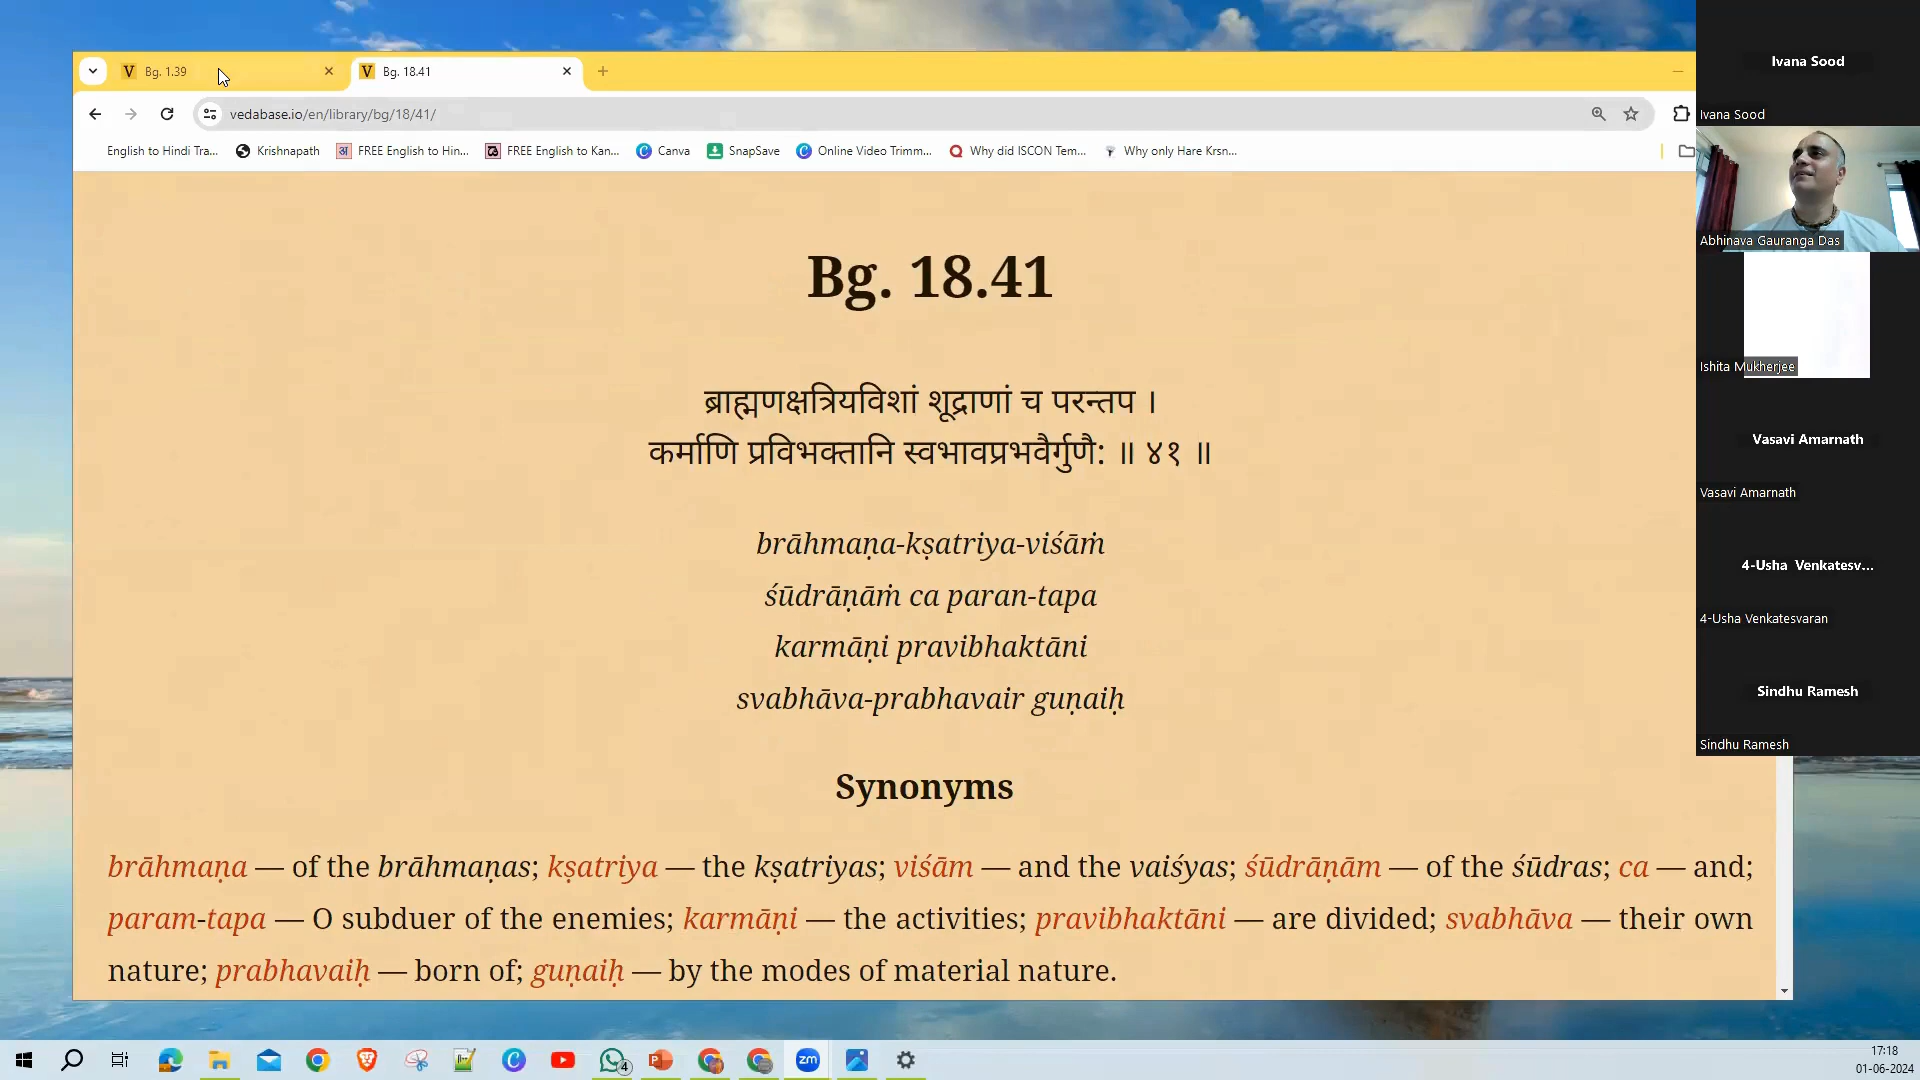 Bg. 1.39
Bg. 18.41
vedabase.io/en/library/bg/18/41/
English to Hindi Tra...
Krishnapath
FREE English to Hin...
FREE English to Kan...
Canva
SnapSave
Online Video Trimm...
Why did ISCON Tem...
Why only Hare Krsn...
Bg. 18.41
ब्राह्मणक्षत्रियविशां शूद्राणां च परन्तप ।
कर्माणि प्रविभक्तानि स्वभावप्रभवैर्गुणै: ॥ ४१ ॥
brāhmaṇa-kṣatriya-viśāṁ
śūdrāṇāṁ ca paran-tapa
karmāṇi pravibhaktāni
svabhāva-prabhavair guṇaiḥ
Synonyms
brāhmaṇa — of the brāhmaṇas; kṣatriya — the kṣatriyas; viśām — and the vaiśyas; śūdrāṇām — of the śūdras; ca — and;
param-tapa — O subduer of the enemies; karmāṇi — the activities; pravibhaktāni — are divided; svabhāva — their own
nature; prabhavaiḥ — born of; guṇaiḥ — by the modes of material nature.
Ivana Sood
Ivana Sood
Abhinava Gauranga Das
Ishita Mukherjee
Vasavi Amarnath
Vasavi Amarnath
4-Usha Venkatesv...
4-Usha Venkatesvaran
Sindhu Ramesh
Sindhu Ramesh
4
zm
17:18
01-06-2024